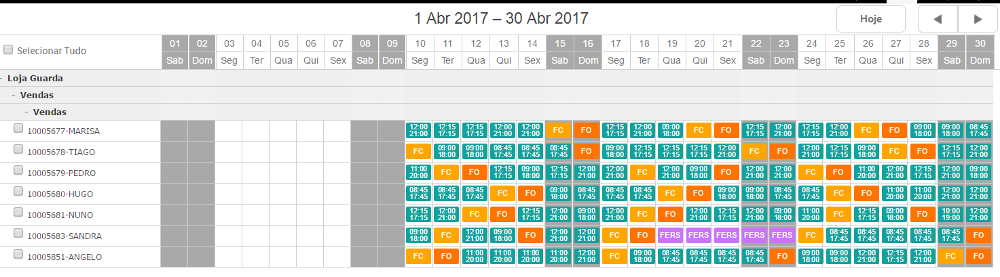 1 Abr 2017 – 30 Abr 2017
Hoje
Selecionar Tudo
01 02 03 04 05 06 07 08 09 10 11 12 13 14 15 16 17 18 19 20 21 22 23 24 25 26 27 28 29 30
Sab Dom Seg Ter Qua Qui Sex Sab Dom Seg Ter Qua Qui Sex Sab Dom Seg Ter Qua Qui Sex Sab Dom Seg Ter Qua Qui Sex Sab Dom
- Loja Guarda
- Vendas
- Vendas
10005677-MARISA 12:00 21:00 12:15 17:15 12:15 17:15 12:00 21:00 12:00 21:00 FC FO 12:15 17:15 12:00 21:00 09:00 18:00 FC FO 12:15 17:15 12:00 21:00 12:15 17:15 12:00 21:00 FC FO 09:00 18:00 09:00 18:00 08:45 17:45
10005678-TIAGO FC 09:00 18:00 09:00 18:00 08:45 17:45 08:45 17:45 08:45 17:45 FO 09:00 18:00 12:15 17:15 12:15 17:15 12:15 17:15 12:00 21:00 FC FO 12:00 21:00 12:15 17:15 09:00 18:00 FC FO 12:15 17:15 12:00 21:00
10005679-PEDRO 11:00 20:00 FC FO 12:15 17:15 09:00 18:00 12:15 17:15 12:00 21:00 12:00 21:00 FC 12:00 21:00 09:00 18:00 FO 12:00 21:00 12:00 21:00 FC FO 11:00 20:00 12:00 21:00 12:15 17:15 12:00 21:00 09:00 18:00
10005680-HUGO 08:45 17:45 08:45 17:45 08:45 17:45 FC FO 09:00 18:00 08:45 17:45 08:45 17:45 08:45 17:45 FC FO 09:00 18:00 09:00 18:00 08:45 17:45 08:45 17:45 FC FO 11:00 20:00 11:00 20:00 12:00 21:00 12:00 21:00
10005681-NUNO 12:15 17:15 12:00 21:00 FC FO 12:15 17:15 12:00 21:00 09:00 18:00 12:00 21:00 FC FO 12:00 21:00 12:15 17:15 12:00 21:00 09:00 18:00 11:00 20:00 FC 12:15 17:15 09:00 18:00 FO 10:00 19:00 12:00 21:00
10005683-SANDRA 09:00 18:00 FC 12:00 21:00 09:00 18:00 FO 12:00 21:00 12:00 21:00 FC FO FERS FERS FERS FERS FERS FC 08:45 17:45 08:45 17:45 08:45 17:45 08:45 17:45 08:45 17:45 FO
10005851-ANGELO FC FO 11:00 20:00 11:00 20:00 11:00 20:00 11:00 20:00 12:00 21:00 FC 09:00 18:00 08:45 17:45 08:45 17:45 08:45 17:45 08:45 17:45 FO 09:00 18:00 09:00 18:00 12:00 21:00 12:15 17:15 12:00 21:00 FC FO